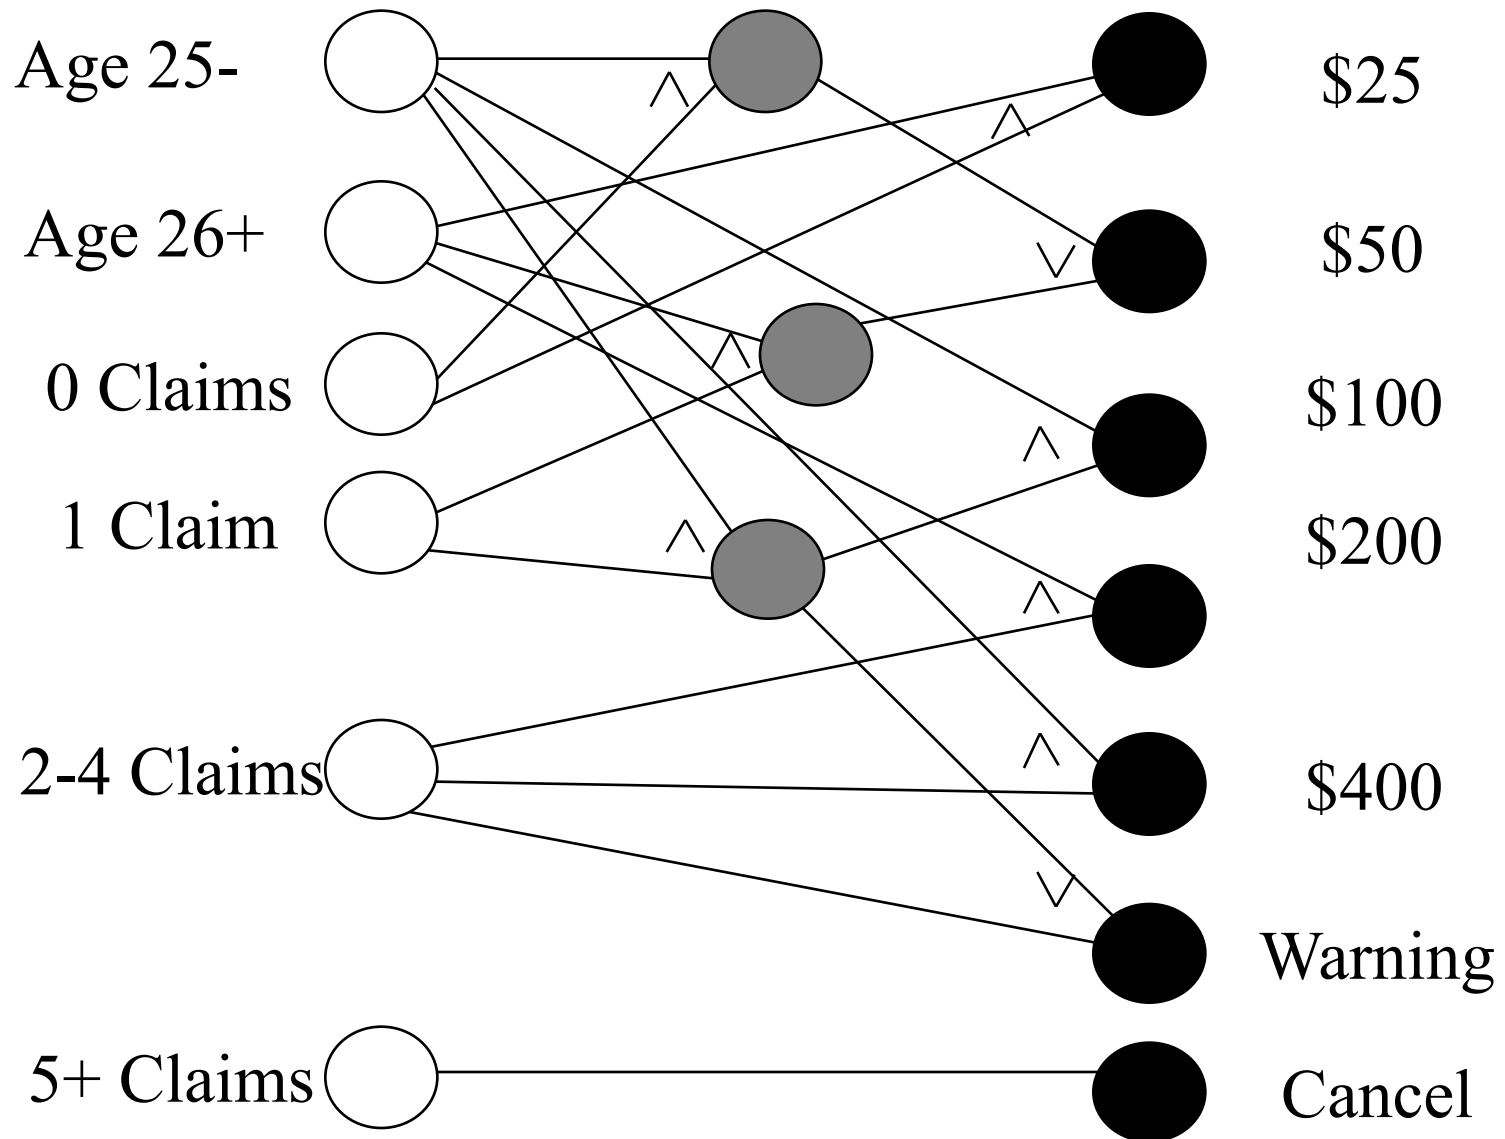 Age 25-
Age 26+
0 Claims
1 Claim
2-4 Claims
5+ Claims
^
^
^
^
^
^
^
∨
∨
$25
$50
$100
$200
$400
Warning
Cancel